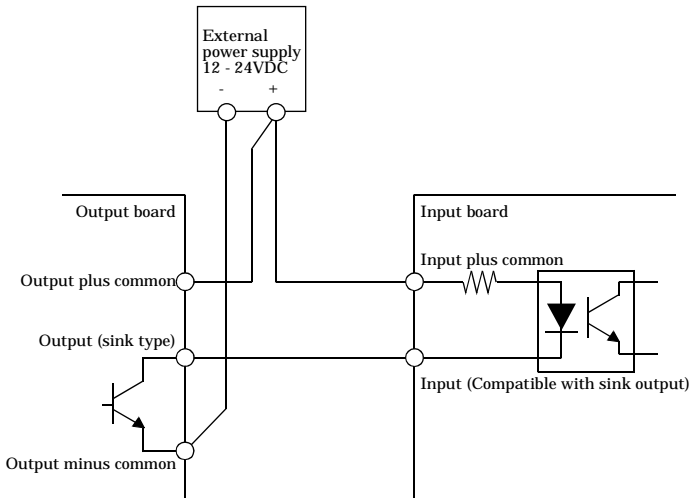 External
power supply
12 - 24VDC
- +
Output board
Input board
Input plus common
Output plus common
Output (sink type)
Input (Compatible with sink output)
Output minus common